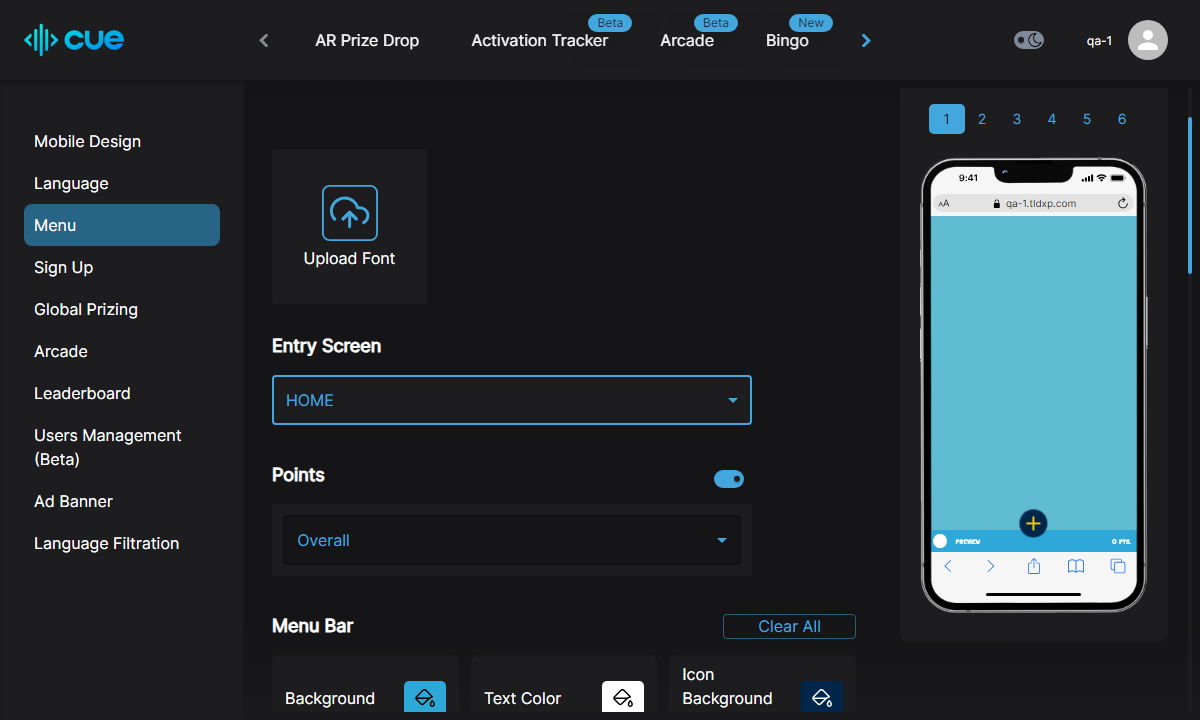 cue
AR Prize Drop
Activation Tracker
Beta
Arcade
Beta
Bingo
New
qa-1
Mobile Design
Language
Menu
Sign Up
Global Prizing
Arcade
Leaderboard
Users Management
(Beta)
Ad Banner
Language Filtration
Upload Font
Entry Screen
HOME
Points
Overall
Menu Bar
Clear All
Background
Text Color
Icon
Background
1 2 3 4 5 6
9:41
AA
qa-1.tldxp.com
PREVIEW
0 PTS.